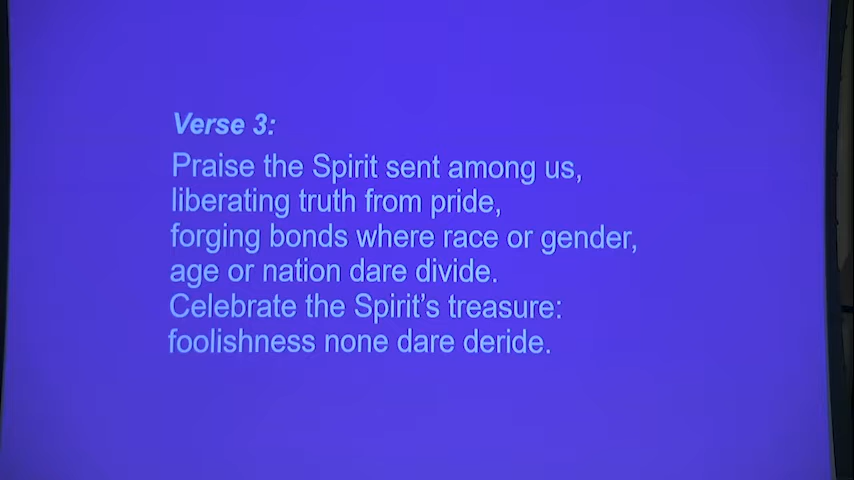 Verse 3:
Praise the Spirit sent among us,
liberating truth from pride,
forging bonds where race or gender,
age or nation dare divide.
Celebrate the Spirit's treasure:
foolishness none dare deride.